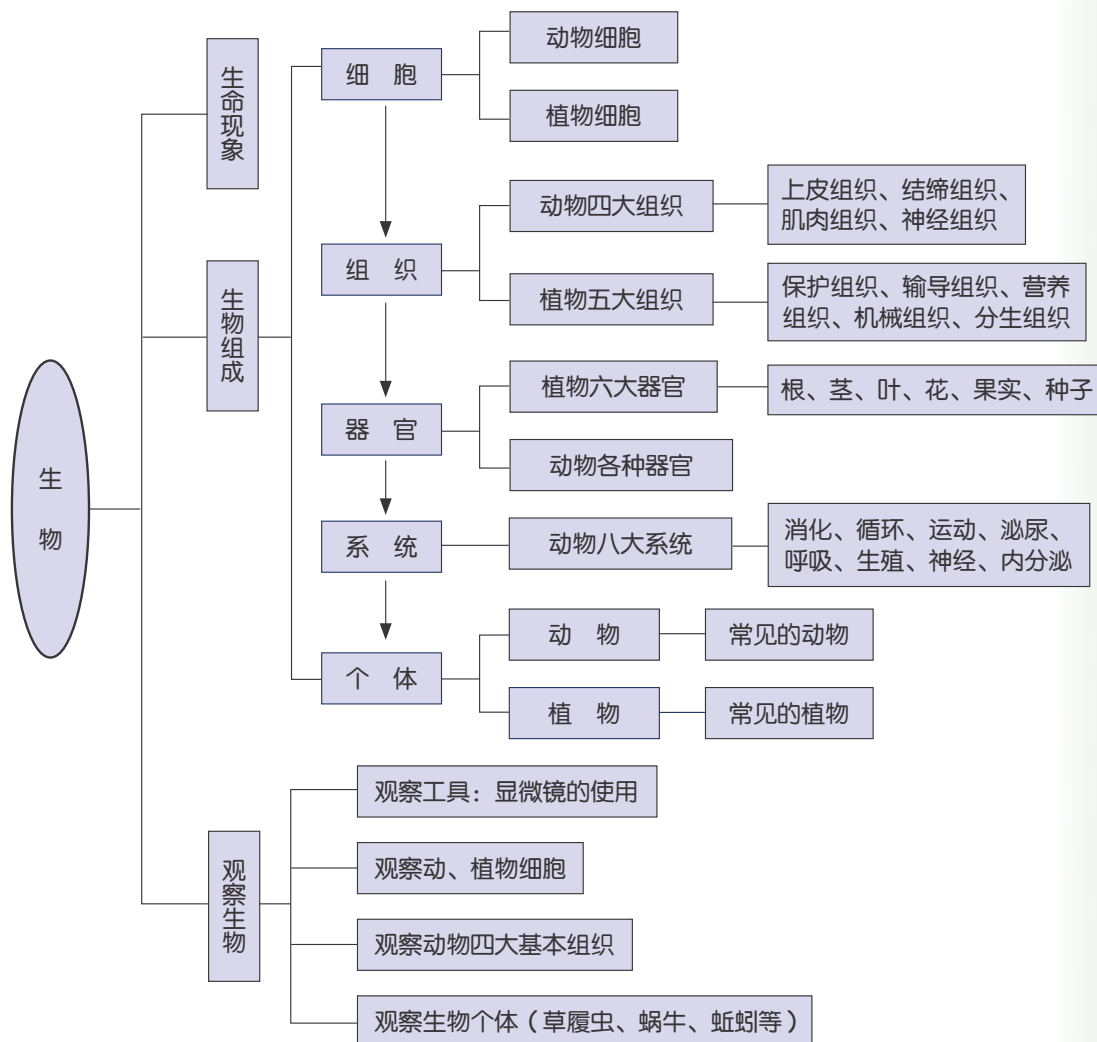 生物
生命现象
生物组成
细胞
动物细胞
植物细胞
组织
动物四大组织
上皮组织、结缔组织、
肌肉组织、神经组织
植物五大组织
保护组织、输导组织、营养
组织、机械组织、分生组织
器官
植物六大器官
根、茎、叶、花、果实、种子
动物各种器官
系统
动物八大系统
消化、循环、运动、泌尿、
呼吸、生殖、神经、内分泌
个体
动物
常见的动物
植物
常见的植物
观察生物
观察工具：显微镜的使用
观察动、植物细胞
观察动物四大基本组织
观察生物个体（草履虫、蜗牛、蚯蚓等）